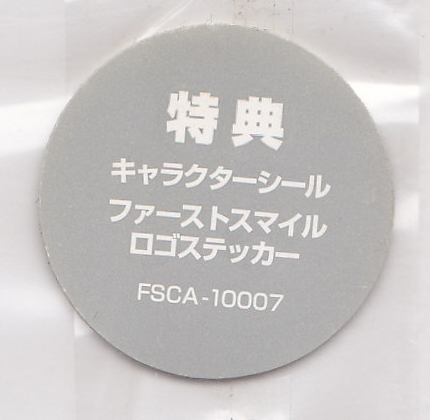 特典
キャラクターシール
ファーストスマイル
ロゴステッカー
FSCA-10007